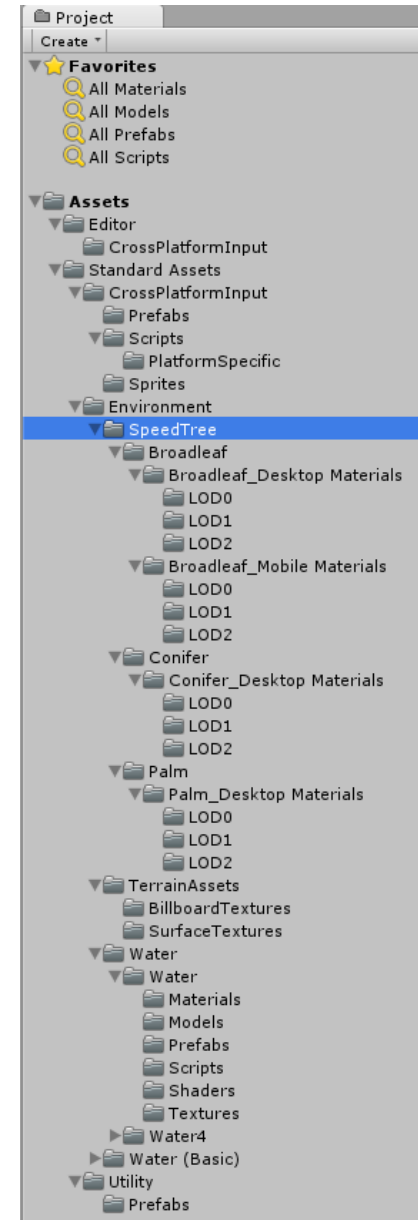 Project
Create
Favorites
All Materials
All Models
All Prefabs
All Scripts
Assets
Editor
CrossPlatformInput
Standard Assets
CrossPlatformInput
Prefabs
Scripts
PlatformSpecific
Sprites
Environment
SpeedTree
Broadleaf
Broadleaf_Desktop Materials
LOD0
LOD1
LOD2
Broadleaf_Mobile Materials
LOD0
LOD1
LOD2
Conifer
Conifer_Desktop Materials
LOD0
LOD1
LOD2
Palm
Palm_Desktop Materials
LOD0
LOD1
LOD2
TerrainAssets
BillboardTextures
SurfaceTextures
Water
Water
Materials
Models
Prefabs
Scripts
Shaders
Textures
Water4
Water (Basic)
Utility
Prefabs